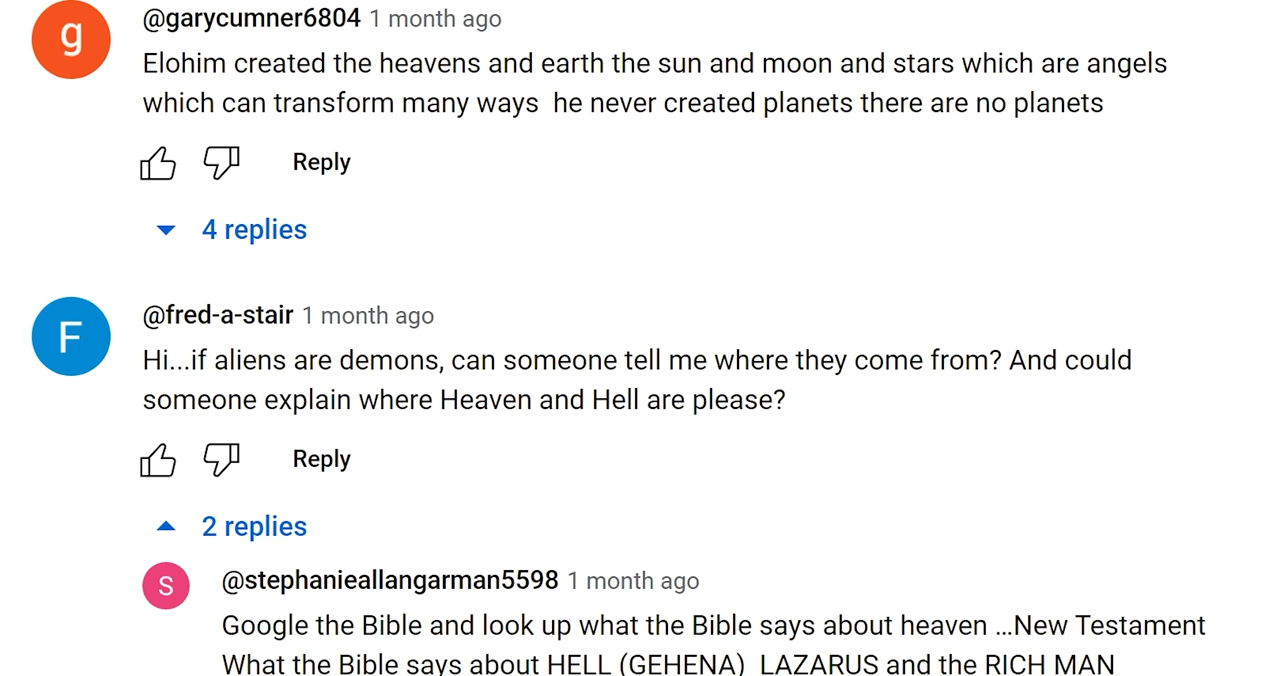 g
@garycumner6804 1 month ago
Elohim created the heavens and earth the sun and moon and stars which are angels
which can transform many ways  he never created planets there are no planets
Reply
4 replies
F
@fred-a-stair 1 month ago
Hi...if aliens are demons, can someone tell me where they come from? And could
someone explain where Heaven and Hell are please?
Reply
2 replies
S
@stephanieallangarman5598 1 month ago
Google the Bible and look up what the Bible says about heaven ...New Testament
What the Bible says about HELL (GEHENA)  LAZARUS and the RICH MAN